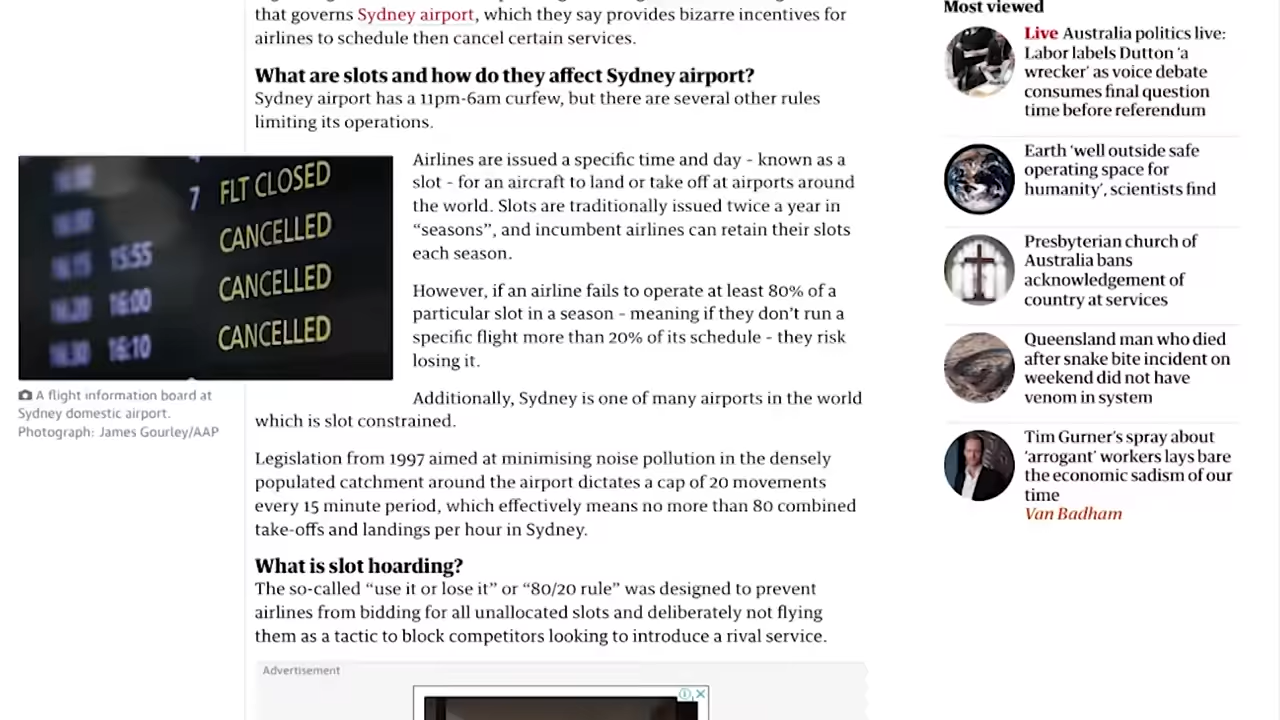 that governs Sydney airport, which they say provides bizarre incentives for
airlines to schedule then cancel certain services.
What are slots and how do they affect Sydney airport?
Sydney airport has a 11pm-6am curfew, but there are several other rules
limiting its operations.
7 FLT CLOSED
CANCELLED
15:55
CANCELLED
16:00
CANCELLED
16:10
A flight information board at
Sydney domestic airport.
Photograph: James Gourley/AAP
Airlines are issued a specific time and day - known as a
slot - for an aircraft to land or take off at airports around
the world. Slots are traditionally issued twice a year in
“seasons”, and incumbent airlines can retain their slots
each season.
However, if an airline fails to operate at least 80% of a
particular slot in a season - meaning if they don’t run a
specific flight more than 20% of its schedule - they risk
losing it.
Additionally, Sydney is one of many airports in the world
which is slot constrained.
Legislation from 1997 aimed at minimising noise pollution in the densely
populated catchment around the airport dictates a cap of 20 movements
every 15 minute period, which effectively means no more than 80 combined
take-offs and landings per hour in Sydney.
What is slot hoarding?
The so-called “use it or lose it” or “80/20 rule” was designed to prevent
airlines from bidding for all unallocated slots and deliberately not flying
them as a tactic to block competitors looking to introduce a rival service.
Advertisement
Most viewed
Live Australia politics live:
Labor labels Dutton ‘a
wrecker’ as voice debate
consumes final question
time before referendum
Earth ‘well outside safe
operating space for
humanity’, scientists find
Presbyterian church of
Australia bans
acknowledgement of
country at services
Queensland man who died
after snake bite incident on
weekend did not have
venom in system
Tim Gurner’s spray about
‘arrogant’ workers lays bare
the economic sadism of our
time
Van Badham